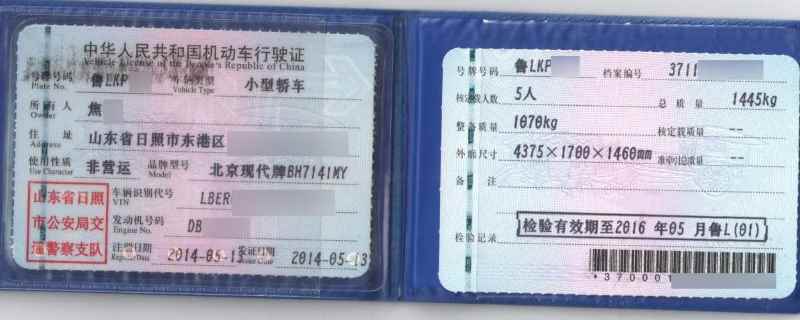 中华人民共和国机动车行驶证
Vehicle License of the People's Republic of China
号牌号码 Plate No. 鲁LKP 车辆类型 Vehicle Type 小型轿车
所有人 Owner 焦
住址 Address 山东省日照市东港区
使用性质 Use Character 非营运 品牌型号 Model 北京现代牌BH7141MY
山东省日照
市公安局交
通警察支队
车辆识别代号 VIN LBER
发动机号码 Engine No. DB
注册日期 Register Date 2014-05-13 发证日期 Issue Date 2014-05-13
号牌号码 鲁LKP 档案编号 3711
核定载人数 5人 总质量 1445kg
整备质量 1070kg 核定载质量 --
外廓尺寸 4375×1700×1460mm 准牵引总质量 --
备注
检验有效期至2016年05月鲁L(01)
检验记录
*370001